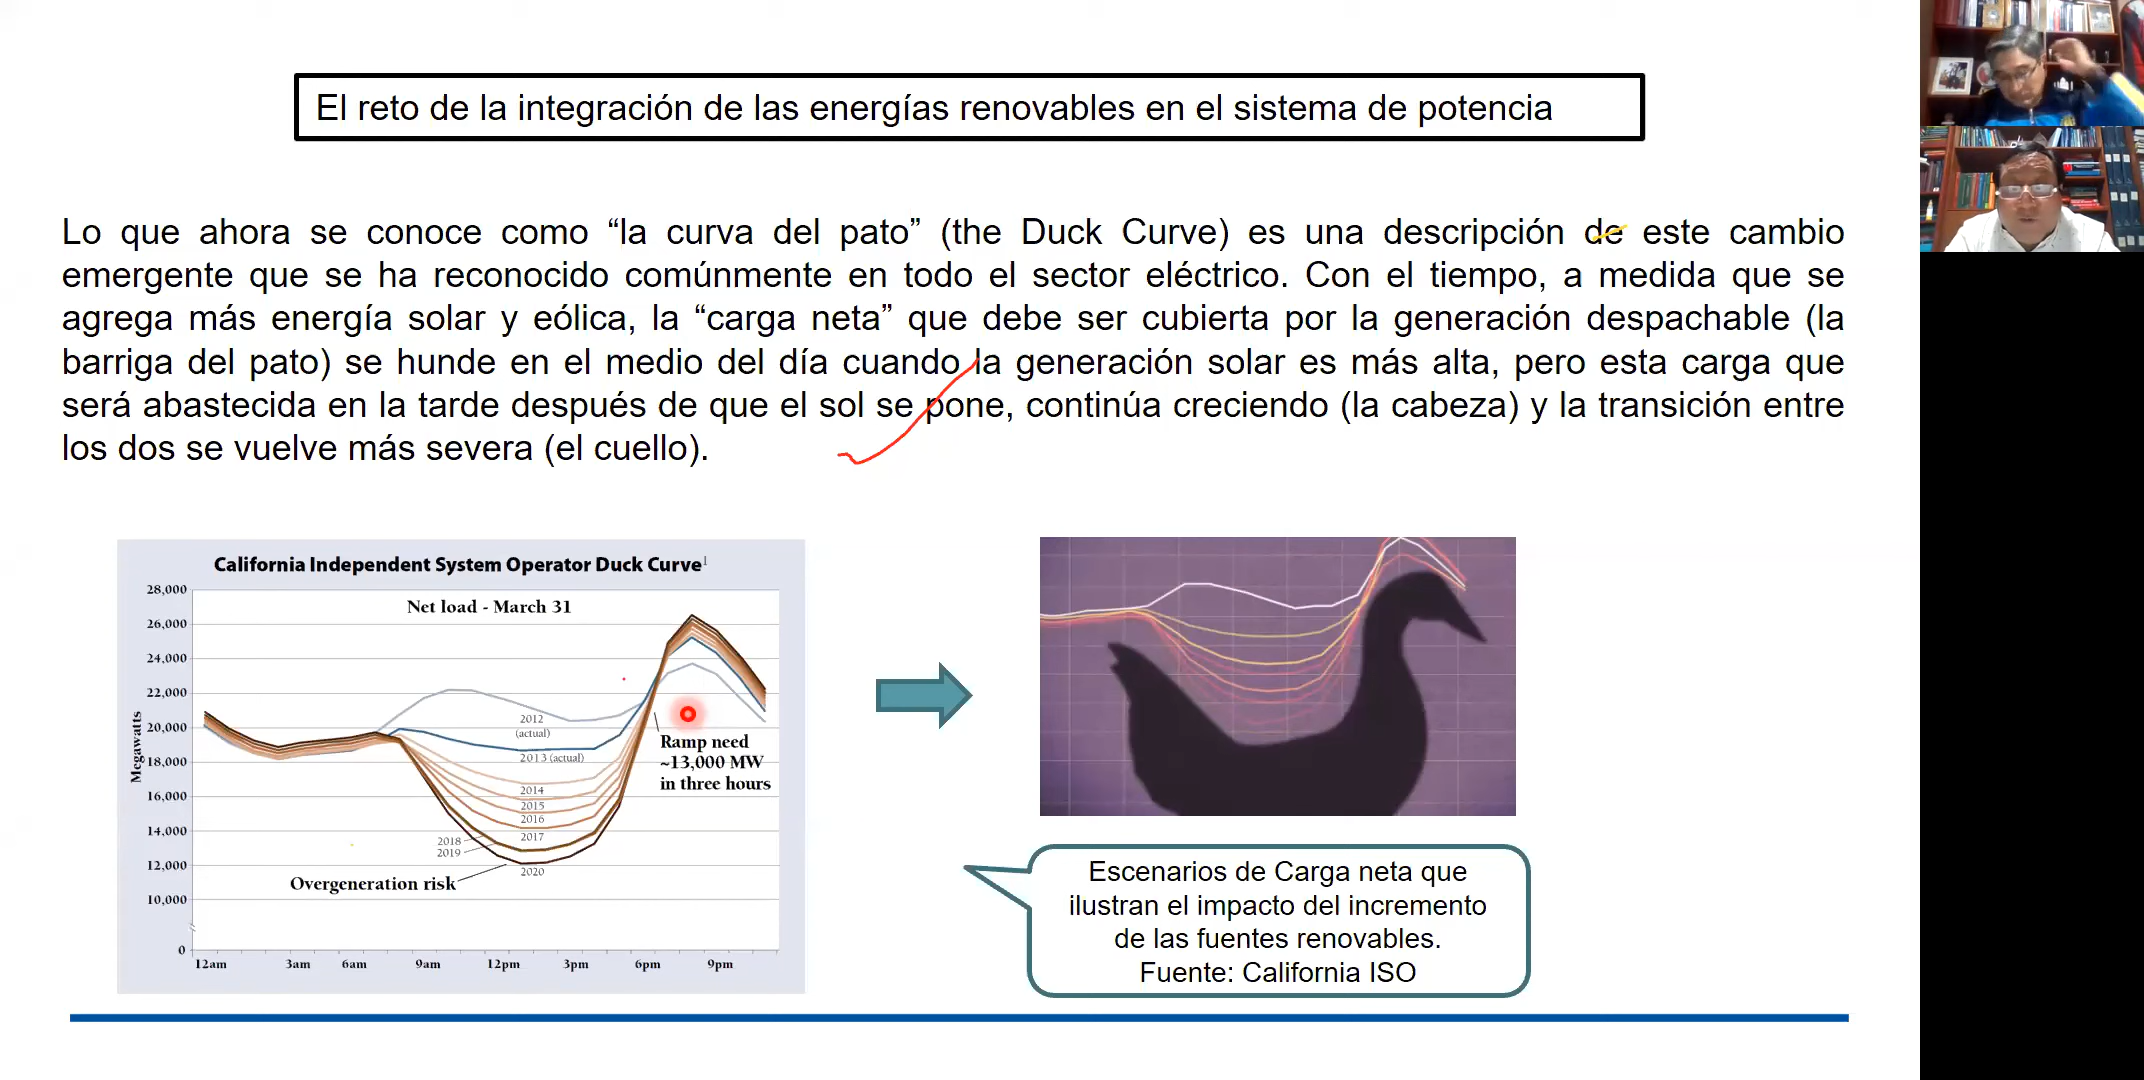 El reto de la integración de las energías renovables en el sistema de potencia
Lo que ahora se conoce como “la curva del pato” (the Duck Curve) es una descripción de este cambio
emergente que se ha reconocido comúnmente en todo el sector eléctrico. Con el tiempo, a medida que se
agrega más energía solar y eólica, la “carga neta” que debe ser cubierta por la generación despachable (la
barriga del pato) se hunde en el medio del día cuando la generación solar es más alta, pero esta carga que
será abastecida en la tarde después de que el sol se pone, continúa creciendo (la cabeza) y la transición entre
los dos se vuelve más severa (el cuello).
California Independent System Operator Duck Curve1
Net load - March 31
Megawatts
28,000
26,000
24,000
22,000
20,000
18,000
16,000
14,000
12,000
10,000
0
12am 3am 6am 9am 12pm 3pm 6pm 9pm
2012
(actual)
2013 (actual)
2014
2015
2016
2017
2018
2019
2020
Ramp need
~13,000 MW
in three hours
Overgeneration risk
Escenarios de Carga neta que
ilustran el impacto del incremento
de las fuentes renovables.
Fuente: California ISO